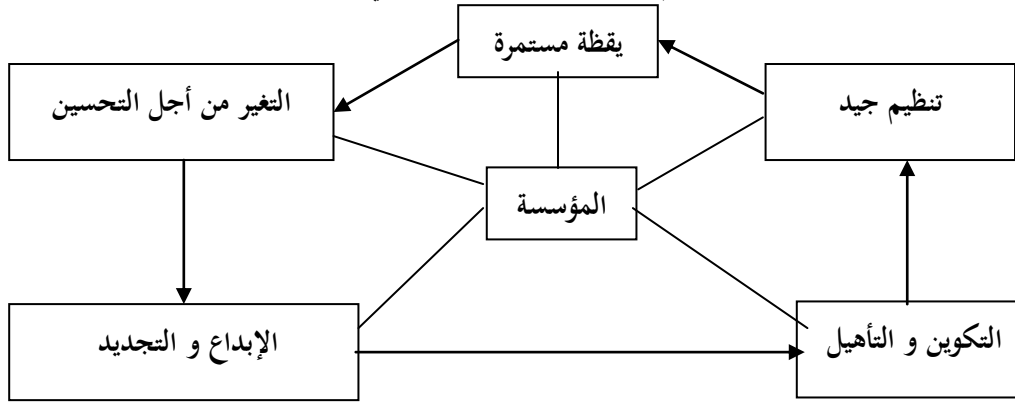 يقظة مستمرة
تنظيم جيد
التغير من أجل التحسين
المؤسسة
التكوين و التأهيل
الإبداع و التجديد